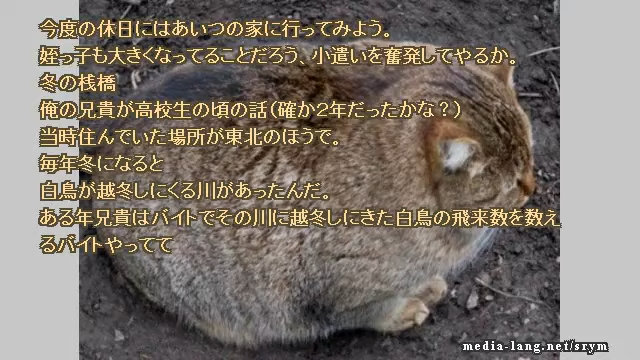 今度の休日にはあいつの家に行ってみよう。
姪っ子も大きくなってることだろう、小遣いを奮発してやるか。
冬の桟橋
俺の兄貴が高校生の頃の話（確か２年だったかな？）
当時住んでいた場所が東北のほうで。
毎年冬になると
白鳥が越冬しにくる川があったんだ。
ある年兄貴はバイトでその川に越冬しにきた白鳥の飛来数を数え
るバイトやってて
media-lang.net/srym